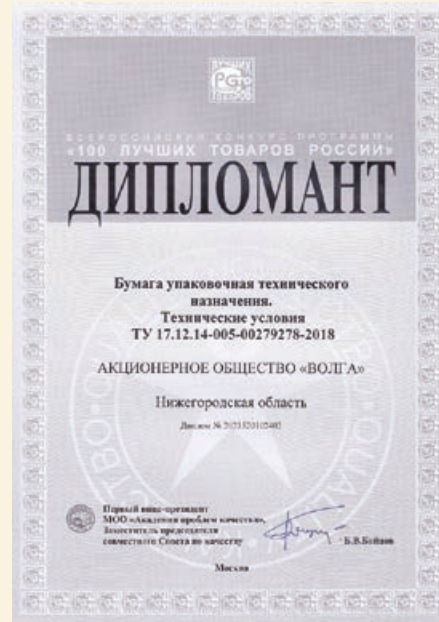 ВСЕРОССИЙСКИЙ КОНКУРС ПРОГРАММЫ
«100 ЛУЧШИХ ТОВАРОВ РОССИИ»
ДИПЛОМАНТ
Бумага упаковочная технического
назначения.
Технические условия
ТУ 17.12.14-005-00279278-2018
АКЦИОНЕРНОЕ ОБЩЕСТВО «ВОЛГА»
Нижегородская область
Диплом №
Первый вице-президент
МОО «Академия проблем качества»,
Заместитель председателя
совместного Совета по качеству
Москва